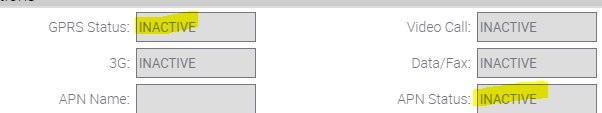 GPRS Status: INACTIVE Video Call: INACTIVE
3G: INACTIVE Data/Fax: INACTIVE
APN Name: APN Status: INACTIVE